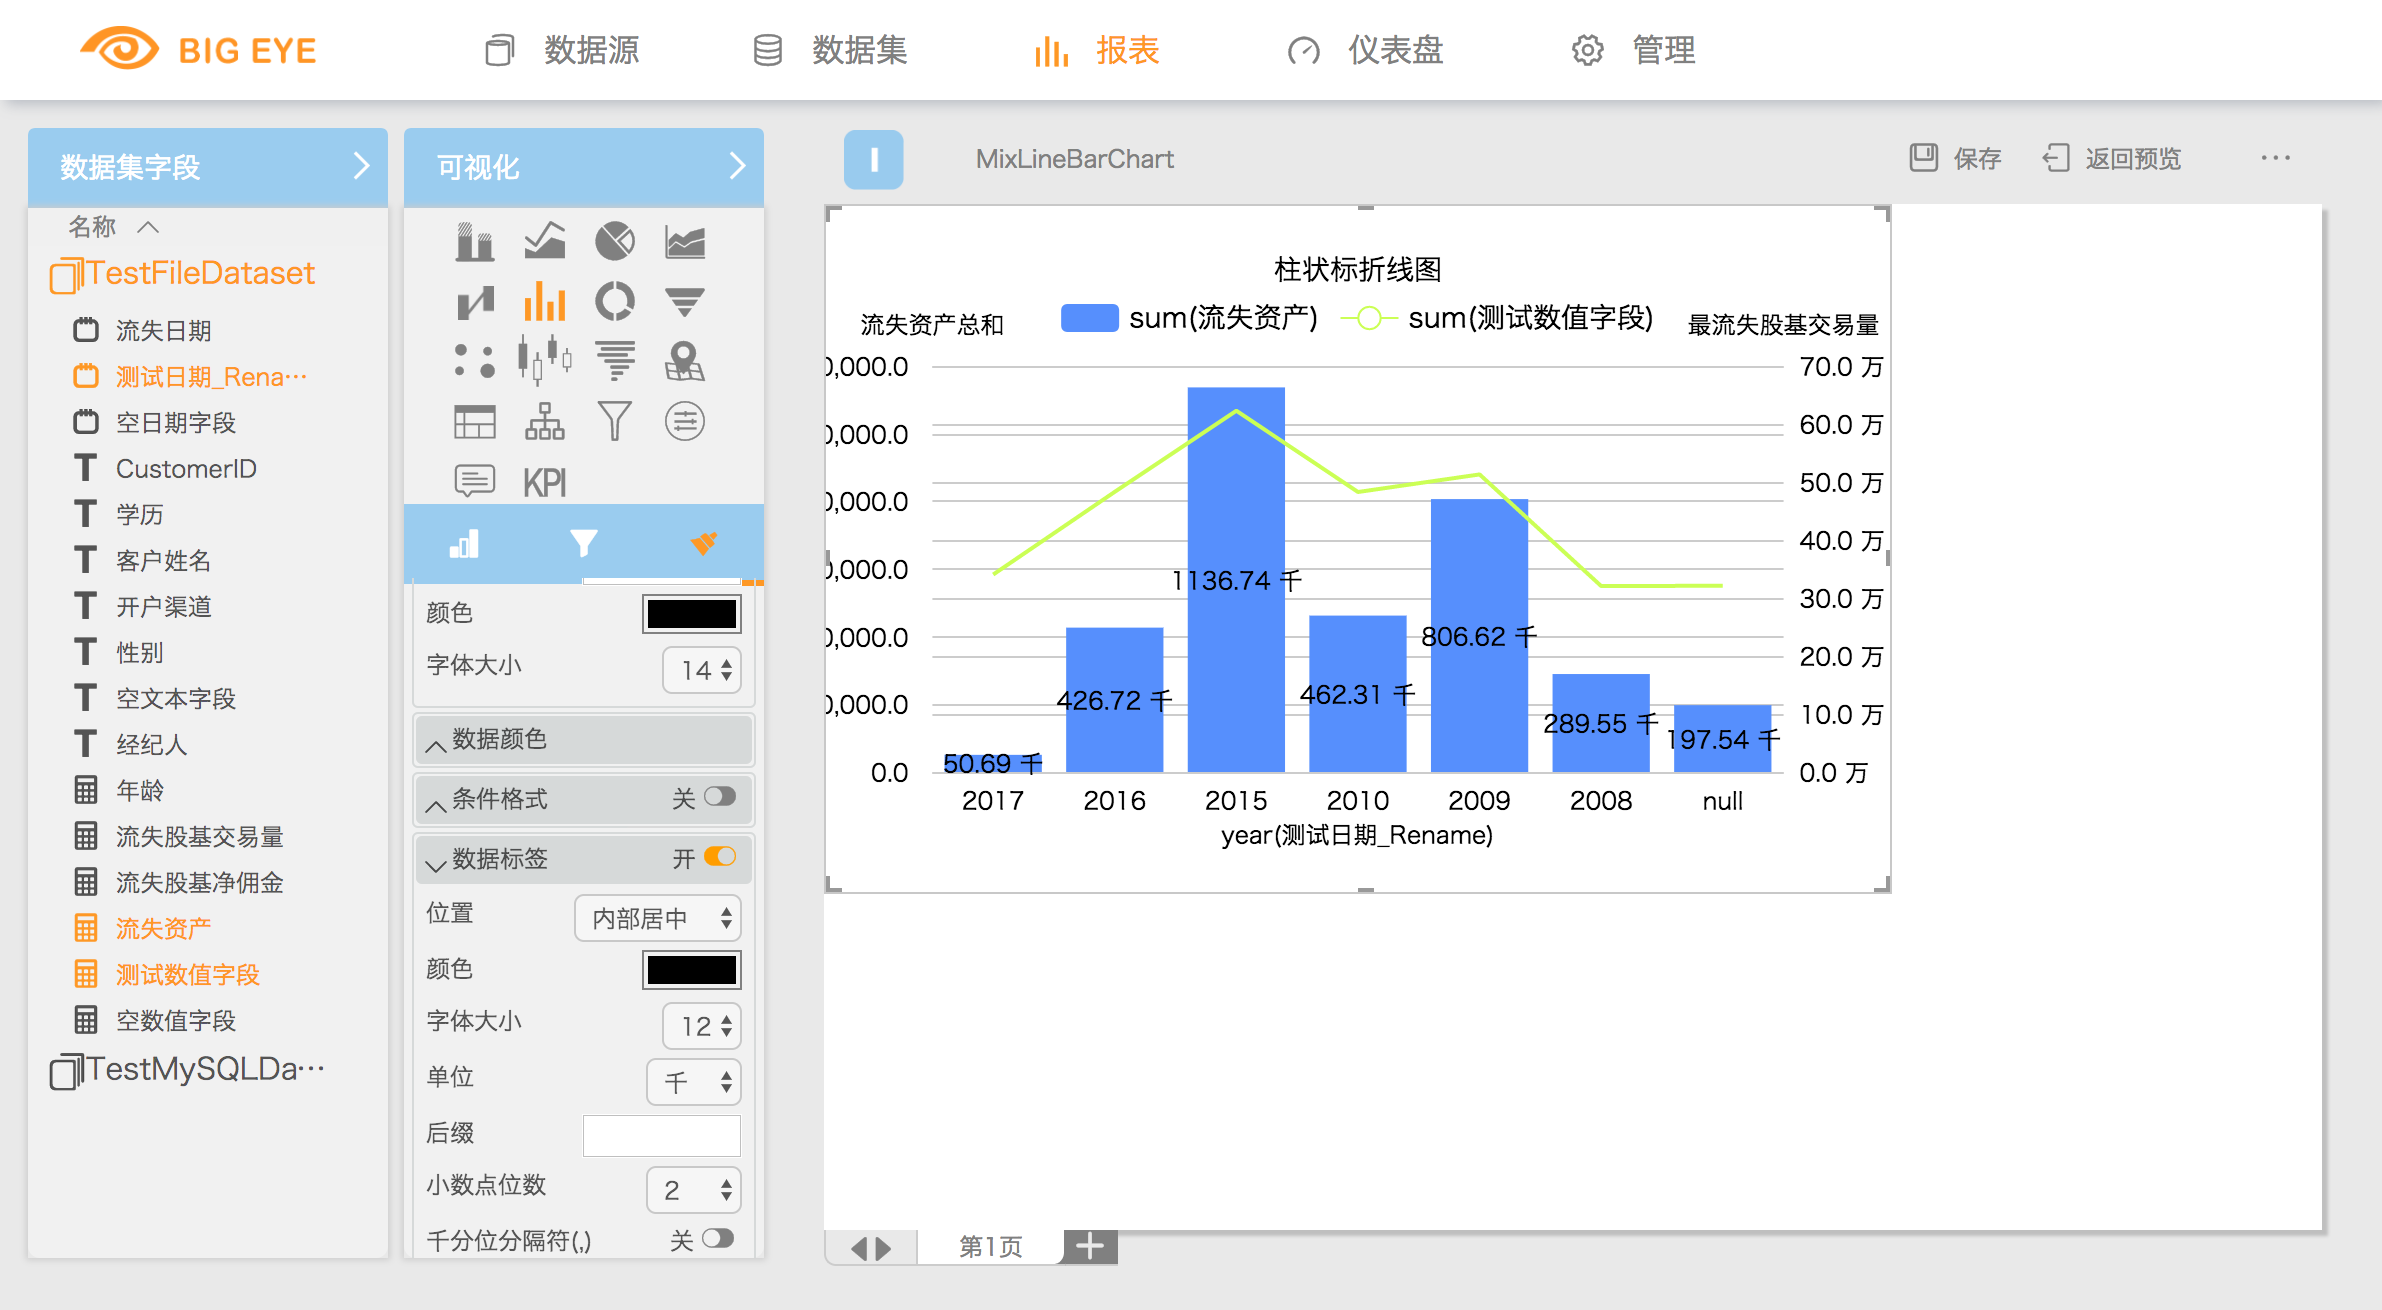 BIG EYE
数据源
数据集
报表
仪表盘
管理
数据集字段
名称
TestFileDataset
流失日期
测试日期_Rena···
空日期字段
CustomerID
学历
客户姓名
开户渠道
性别
空文本字段
经纪人
年龄
流失股基交易量
流失股基净佣金
流失资产
测试数值字段
空数值字段
TestMySQLDa···
可视化
KPI
颜色
字体大小 14
数据颜色
条件格式 关
数据标签 开
位置 内部居中
颜色
字体大小 12
单位 千
后缀
小数点位数 2
千分位分隔符(,) 关
I
MixLineBarChart
保存
返回预览
柱状标折线图
流失资产总和
sum(流失资产)
sum(测试数值字段)
最流失股基交易量
,000.0
,000.0
,000.0
,000.0
,000.0
,000.0
0.0
70.0 万
60.0 万
50.0 万
40.0 万
30.0 万
20.0 万
10.0 万
0.0 万
50.69 千
426.72 千
1136.74 千
462.31 千
806.62 千
289.55 千
197.54 千
2017
2016
2015
2010
2009
2008
null
year(测试日期_Rename)
第1页